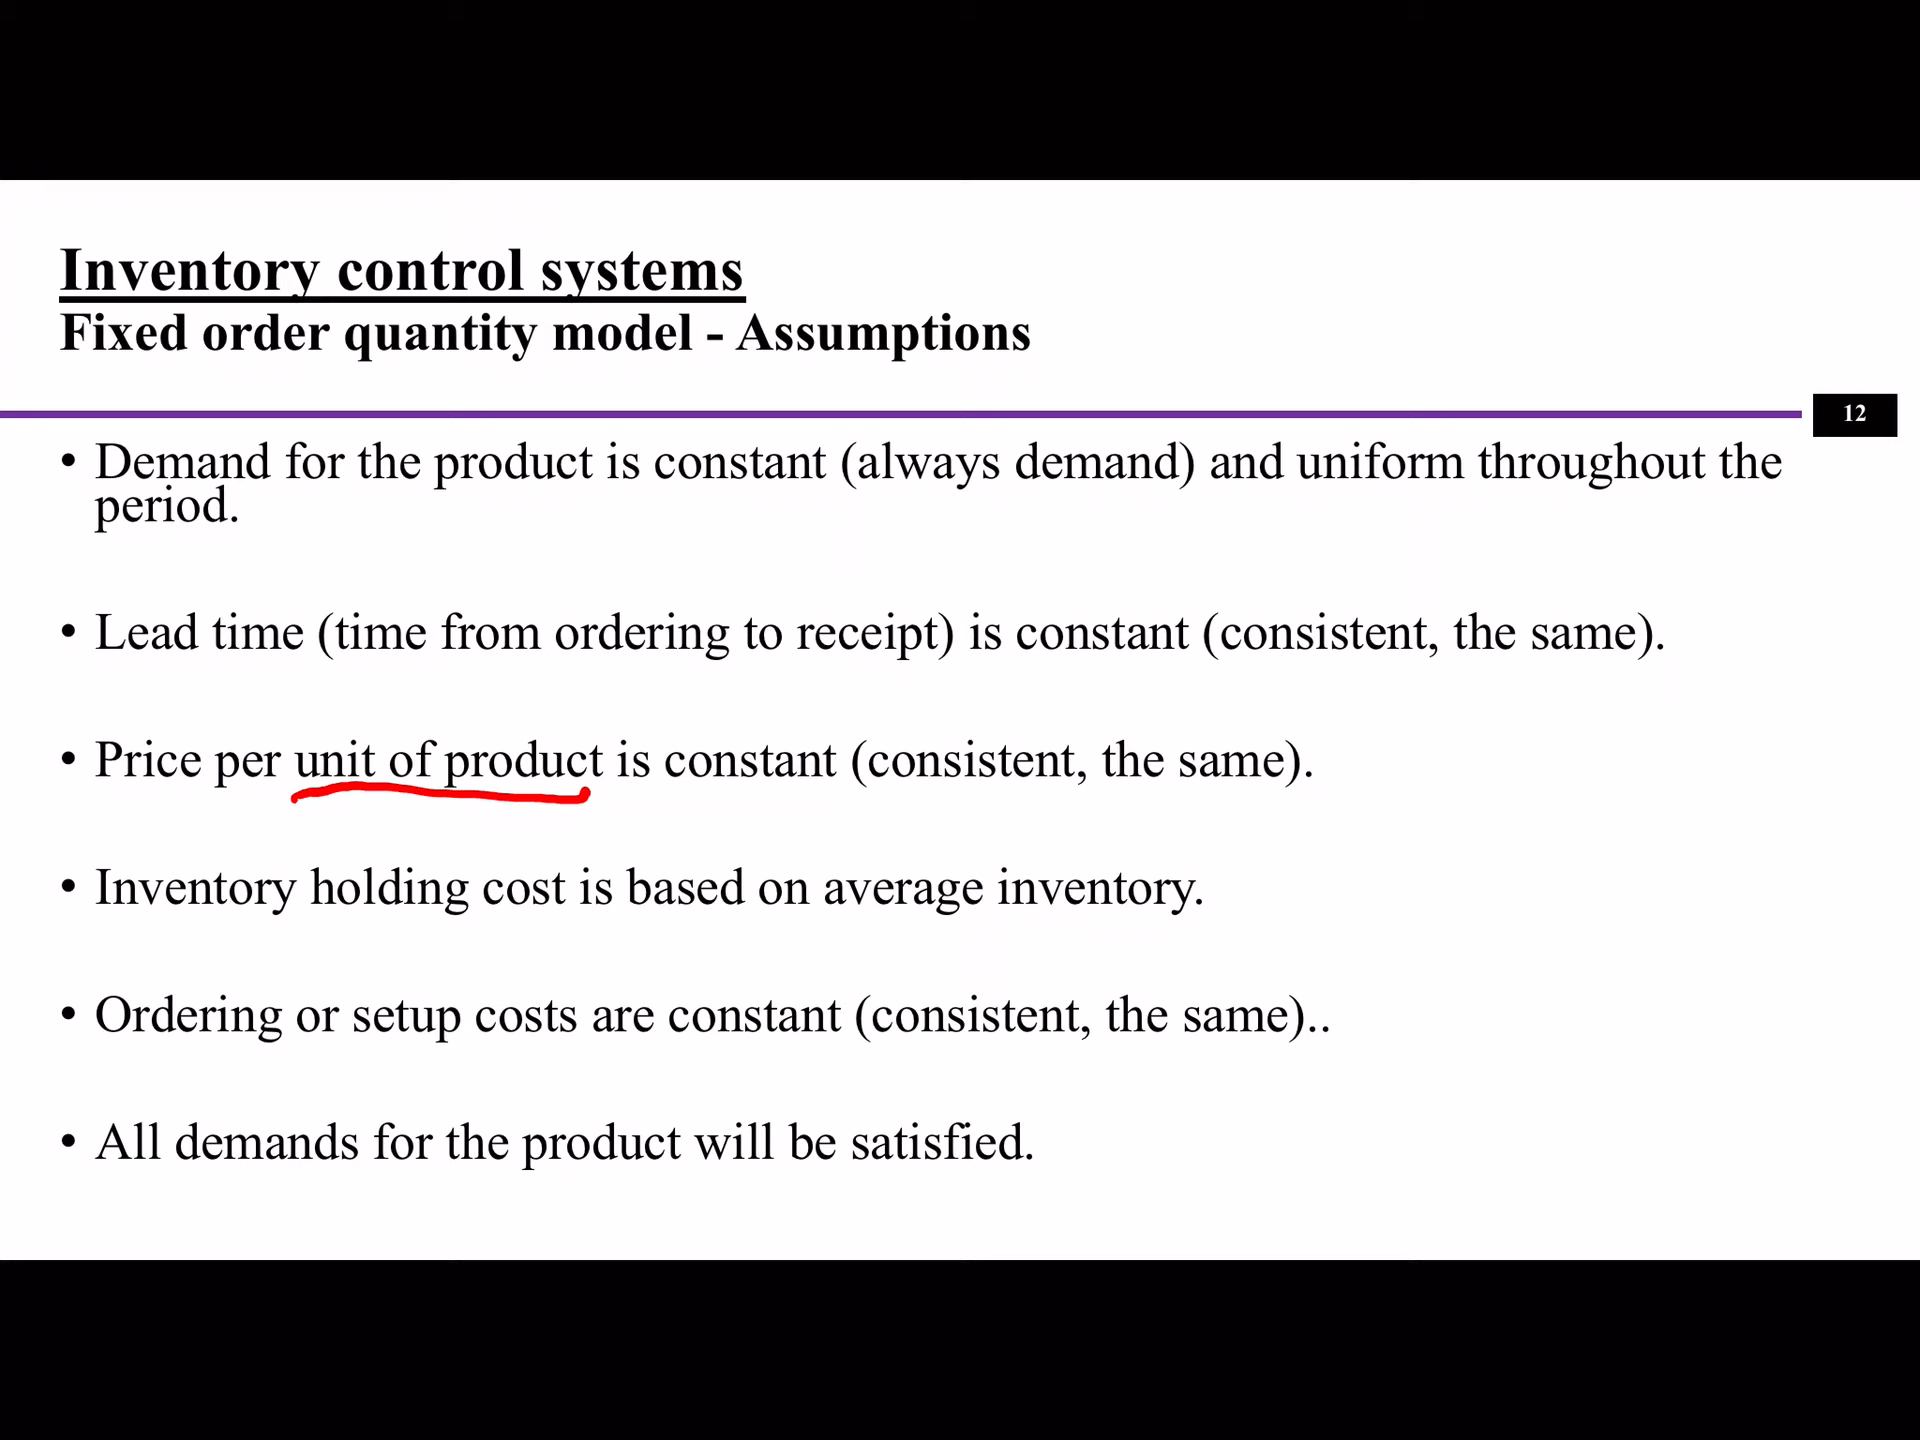 Inventory control systems
Fixed order quantity model - Assumptions
12
• Demand for the product is constant (always demand) and uniform throughout the
period.
• Lead time (time from ordering to receipt) is constant (consistent, the same).
• Price per unit of product is constant (consistent, the same).
• Inventory holding cost is based on average inventory.
• Ordering or setup costs are constant (consistent, the same)..
• All demands for the product will be satisfied.